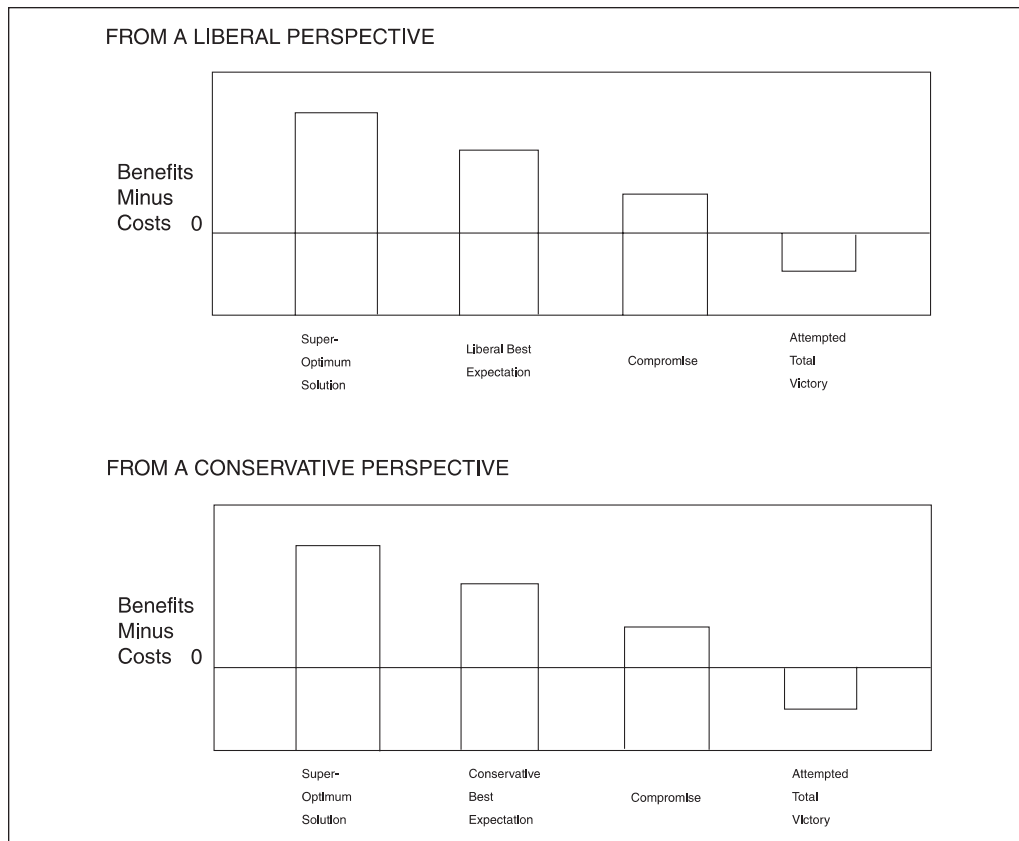 FROM A LIBERAL PERSPECTIVE
Benefits
Minus
Costs 0
Super-
Optimum
Solution
Liberal Best
Expectation
Compromise
Attempted
Total
Victory
FROM A CONSERVATIVE PERSPECTIVE
Benefits
Minus
Costs 0
Super-
Optimum
Solution
Conservative
Best
Expectation
Compromise
Attempted
Total
Victory